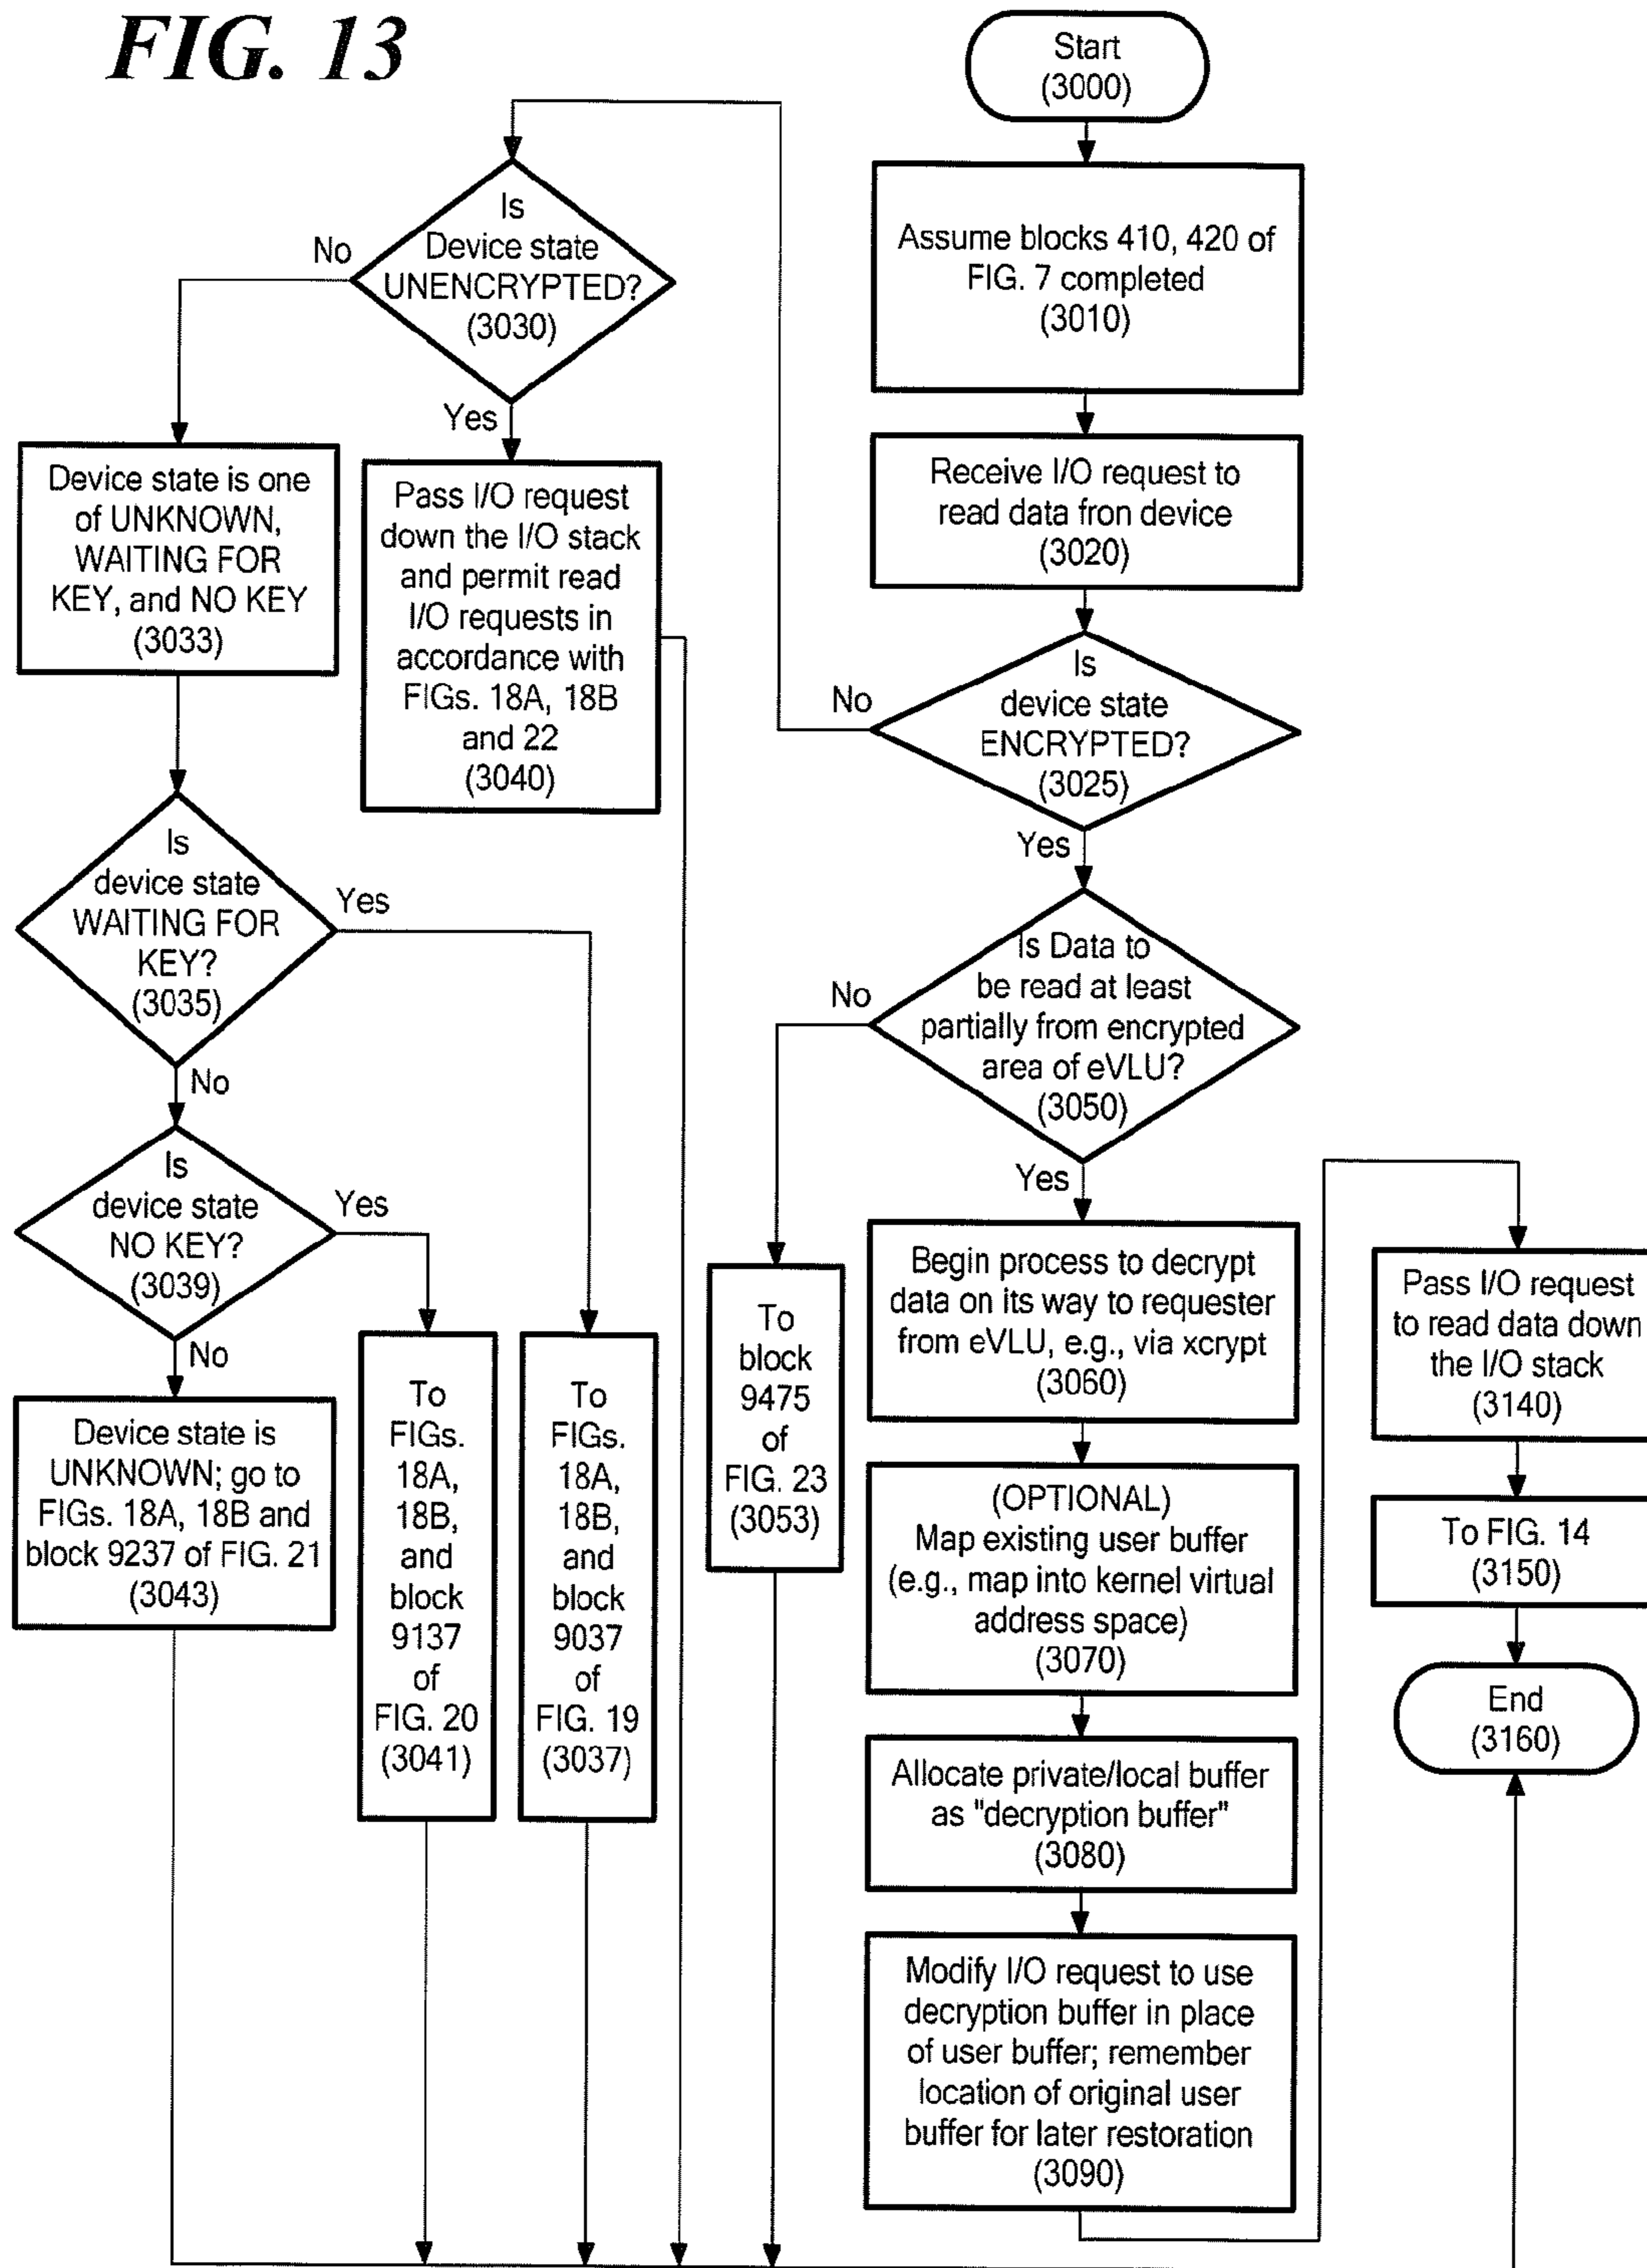 FIG. 13
Start
(3000)
Assume blocks 410, 420 of
FIG. 7 completed
(3010)
Receive I/O request to
read data fron device
(3020)
Is
device state
ENCRYPTED?
(3025)
No
Yes
Is
Device state
UNENCRYPTED?
(3030)
No
Yes
Device state is one
of UNKNOWN,
WAITING FOR
KEY, and NO KEY
(3033)
Pass I/O request
down the I/O stack
and permit read
I/O requests in
accordance with
FIGs. 18A, 18B
and 22
(3040)
Is
device state
WAITING FOR
KEY?
(3035)
Yes
No
Is
device state
NO KEY?
(3039)
Yes
No
Device state is
UNKNOWN; go to
FIGs. 18A, 18B and
block 9237 of FIG. 21
(3043)
To
FIGs.
18A,
18B,
and
block
9137
of
FIG. 20
(3041)
To
FIGs.
18A,
18B,
and
block
9037
of
FIG. 19
(3037)
Is Data to
be read at least
partially from encrypted
area of eVLU?
(3050)
No
Yes
To
block
9475
of
FIG. 23
(3053)
Begin process to decrypt
data on its way to requester
from eVLU, e.g., via xcrypt
(3060)
(OPTIONAL)
Map existing user buffer
(e.g., map into kernel virtual
address space)
(3070)
Allocate private/local buffer
as "decryption buffer"
(3080)
Modify I/O request to use
decryption buffer in place
of user buffer; remember
location of original user
buffer for later restoration
(3090)
Pass I/O request
to read data down
the I/O stack
(3140)
To FIG. 14
(3150)
End
(3160)